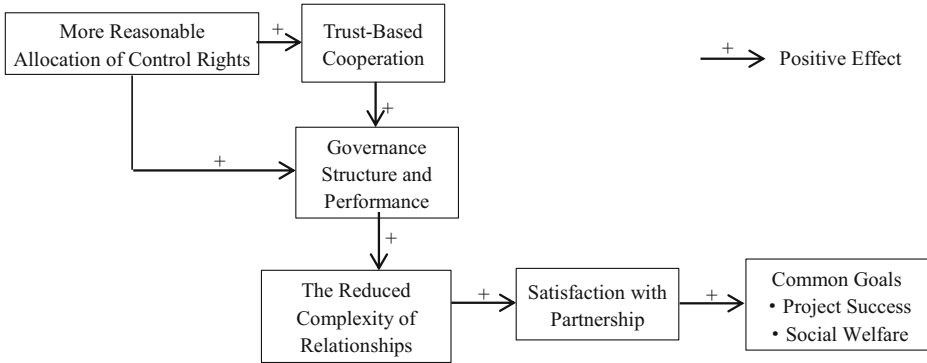 More Reasonable
Allocation of Control Rights
+
Trust-Based
Cooperation
+
Positive Effect
+
Governance
Structure and
Performance
+
+
The Reduced
Complexity of
Relationships
+
Satisfaction with
Partnership
+
Common Goals
• Project Success
• Social Welfare